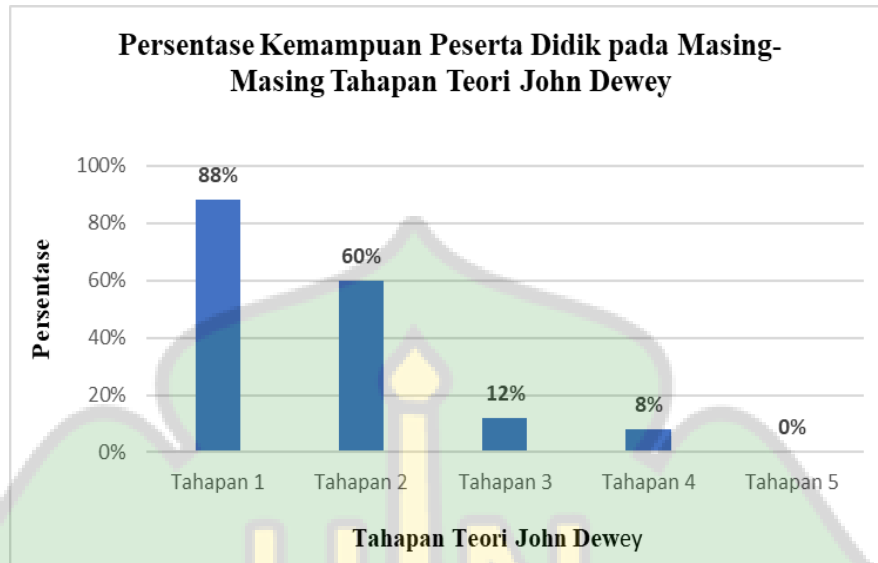 Persentase Kemampuan Peserta Didik pada Masing-
Masing Tahapan Teori John Dewey
Persentase
100%
80%
60%
40%
20%
0%
88%
60%
12%
8%
0%
Tahapan 1
Tahapan 2
Tahapan 3
Tahapan 4
Tahapan 5
Tahapan Teori John Dewey
UIN